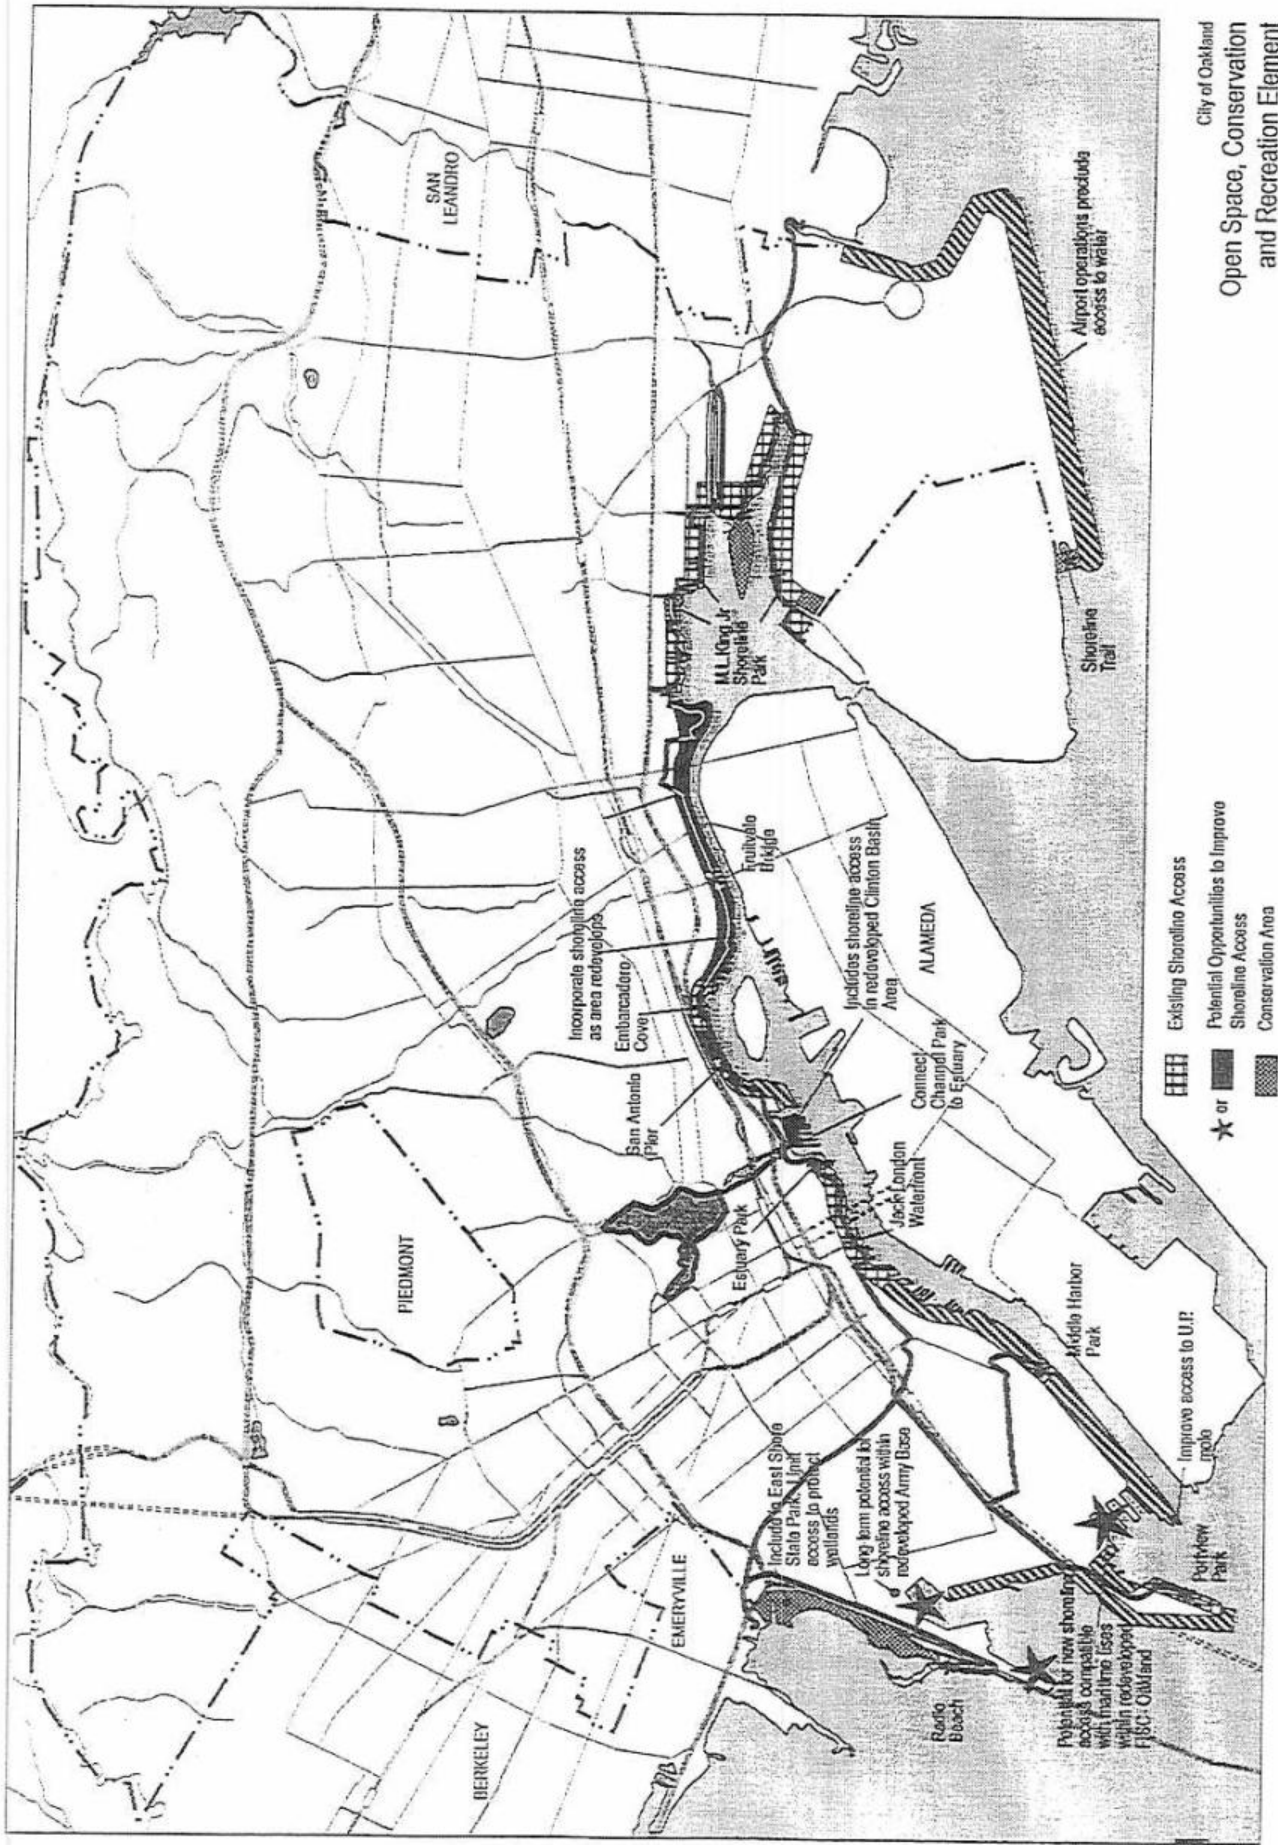 City of Oakland
Open Space, Conservation
and Recreation Element
SAN
LEANDRO
Airport operations preclude
access to water
M.L. King Jr
Shoreline
Park
Shoreline
Trail
Incorporate shoreline access
as area redevelops
Embarcadero
Cove
Fruitvale
Bridge
San Antonio
Pier
Includes shoreline access
in redeveloped Clinton Basin
Area
ALAMEDA
Connect
Channel Park
to Estuary
PIEDMONT
Estuary Park
Jack London
Waterfront
Middle Harbor
Park
Include in East Shore
State Park. Limit
access to protect
wetlands
Long-term potential for
shoreline access within
redeveloped Army Base
Improve access to U.P.
mole
EMERYVILLE
Portview
Park
BERKELEY
Radio
Beach
Potential for new shoreline
access compatible
with maritime uses
within redeveloped
FISC: Oakland
Existing Shoreline Access
or
Potential Opportunities to Improve
Shoreline Access
Conservation Area